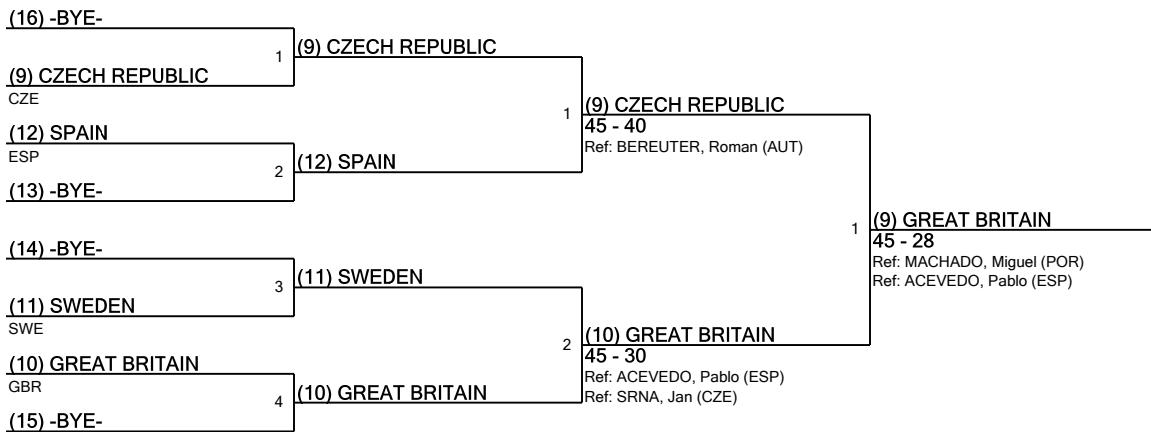 (16) -BYE-
(9) CZECH REPUBLIC
CZE
(12) SPAIN
ESP
(13) -BYE-
(14) -BYE-
(11) SWEDEN
SWE
(10) GREAT BRITAIN
GBR
(15) -BYE-
1
(9) CZECH REPUBLIC
2
(12) SPAIN
3
(11) SWEDEN
4
(10) GREAT BRITAIN
1
(9) CZECH REPUBLIC
45 - 40
Ref: BEREUTER, Roman (AUT)
2
(10) GREAT BRITAIN
45 - 30
Ref: ACEVEDO, Pablo (ESP)
Ref: SRNA, Jan (CZE)
1
(9) GREAT BRITAIN
45 - 28
Ref: MACHADO, Miguel (POR)
Ref: ACEVEDO, Pablo (ESP)